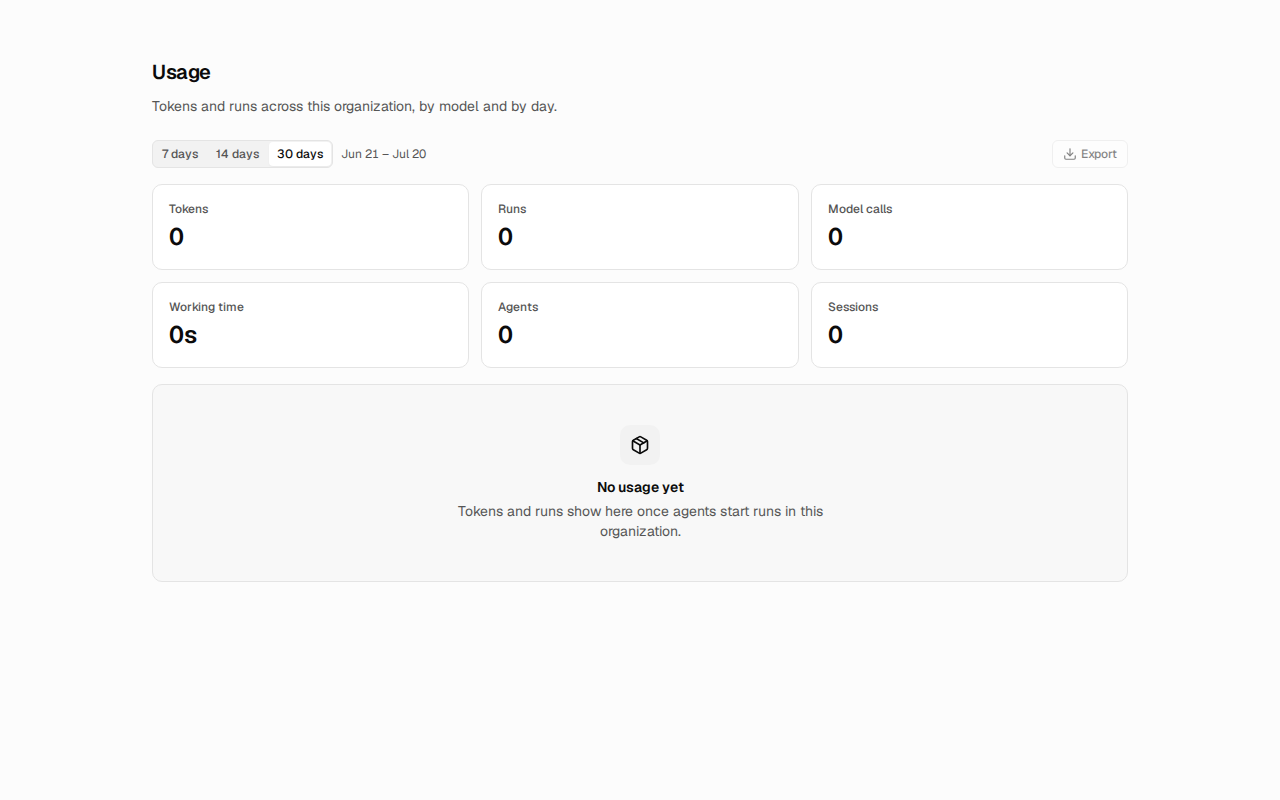 Usage
Tokens and runs across this organization, by model and by day.
7 days 14 days 30 days Jun 21 – Jul 20 Export
Tokens Runs Model calls
0 0 0
Working time Agents Sessions
0s 0 0
No usage yet
Tokens and runs show here once agents start runs in this
organization.